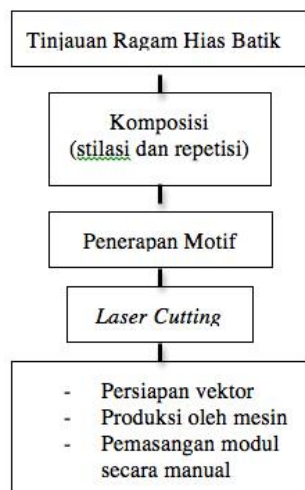 Tinjauan Ragam Hias Batik
Komposisi
(stilasi dan repetisi)
Penerapan Motif
Laser Cutting
- Persiapan vektor
- Produksi oleh mesin
- Pemasangan modul
secara manual